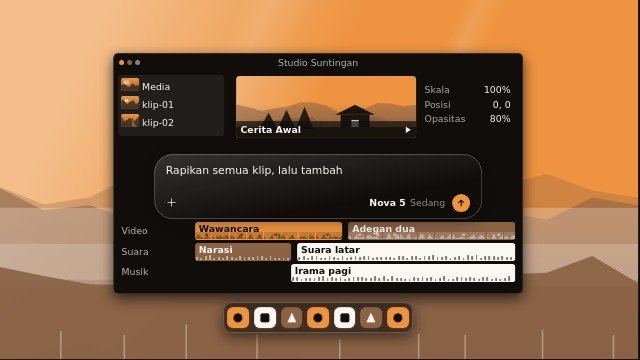 Studio Suntingan
Media
klip-01
klip-02
Cerita Awal
Skala 100%
Posisi 0, 0
Opasitas 80%
Rapikan semua klip, lalu tambah
+ Nova 5 Sedang
Video Wawancara Adegan dua
Suara Narasi Suara latar
Musik Irama pagi